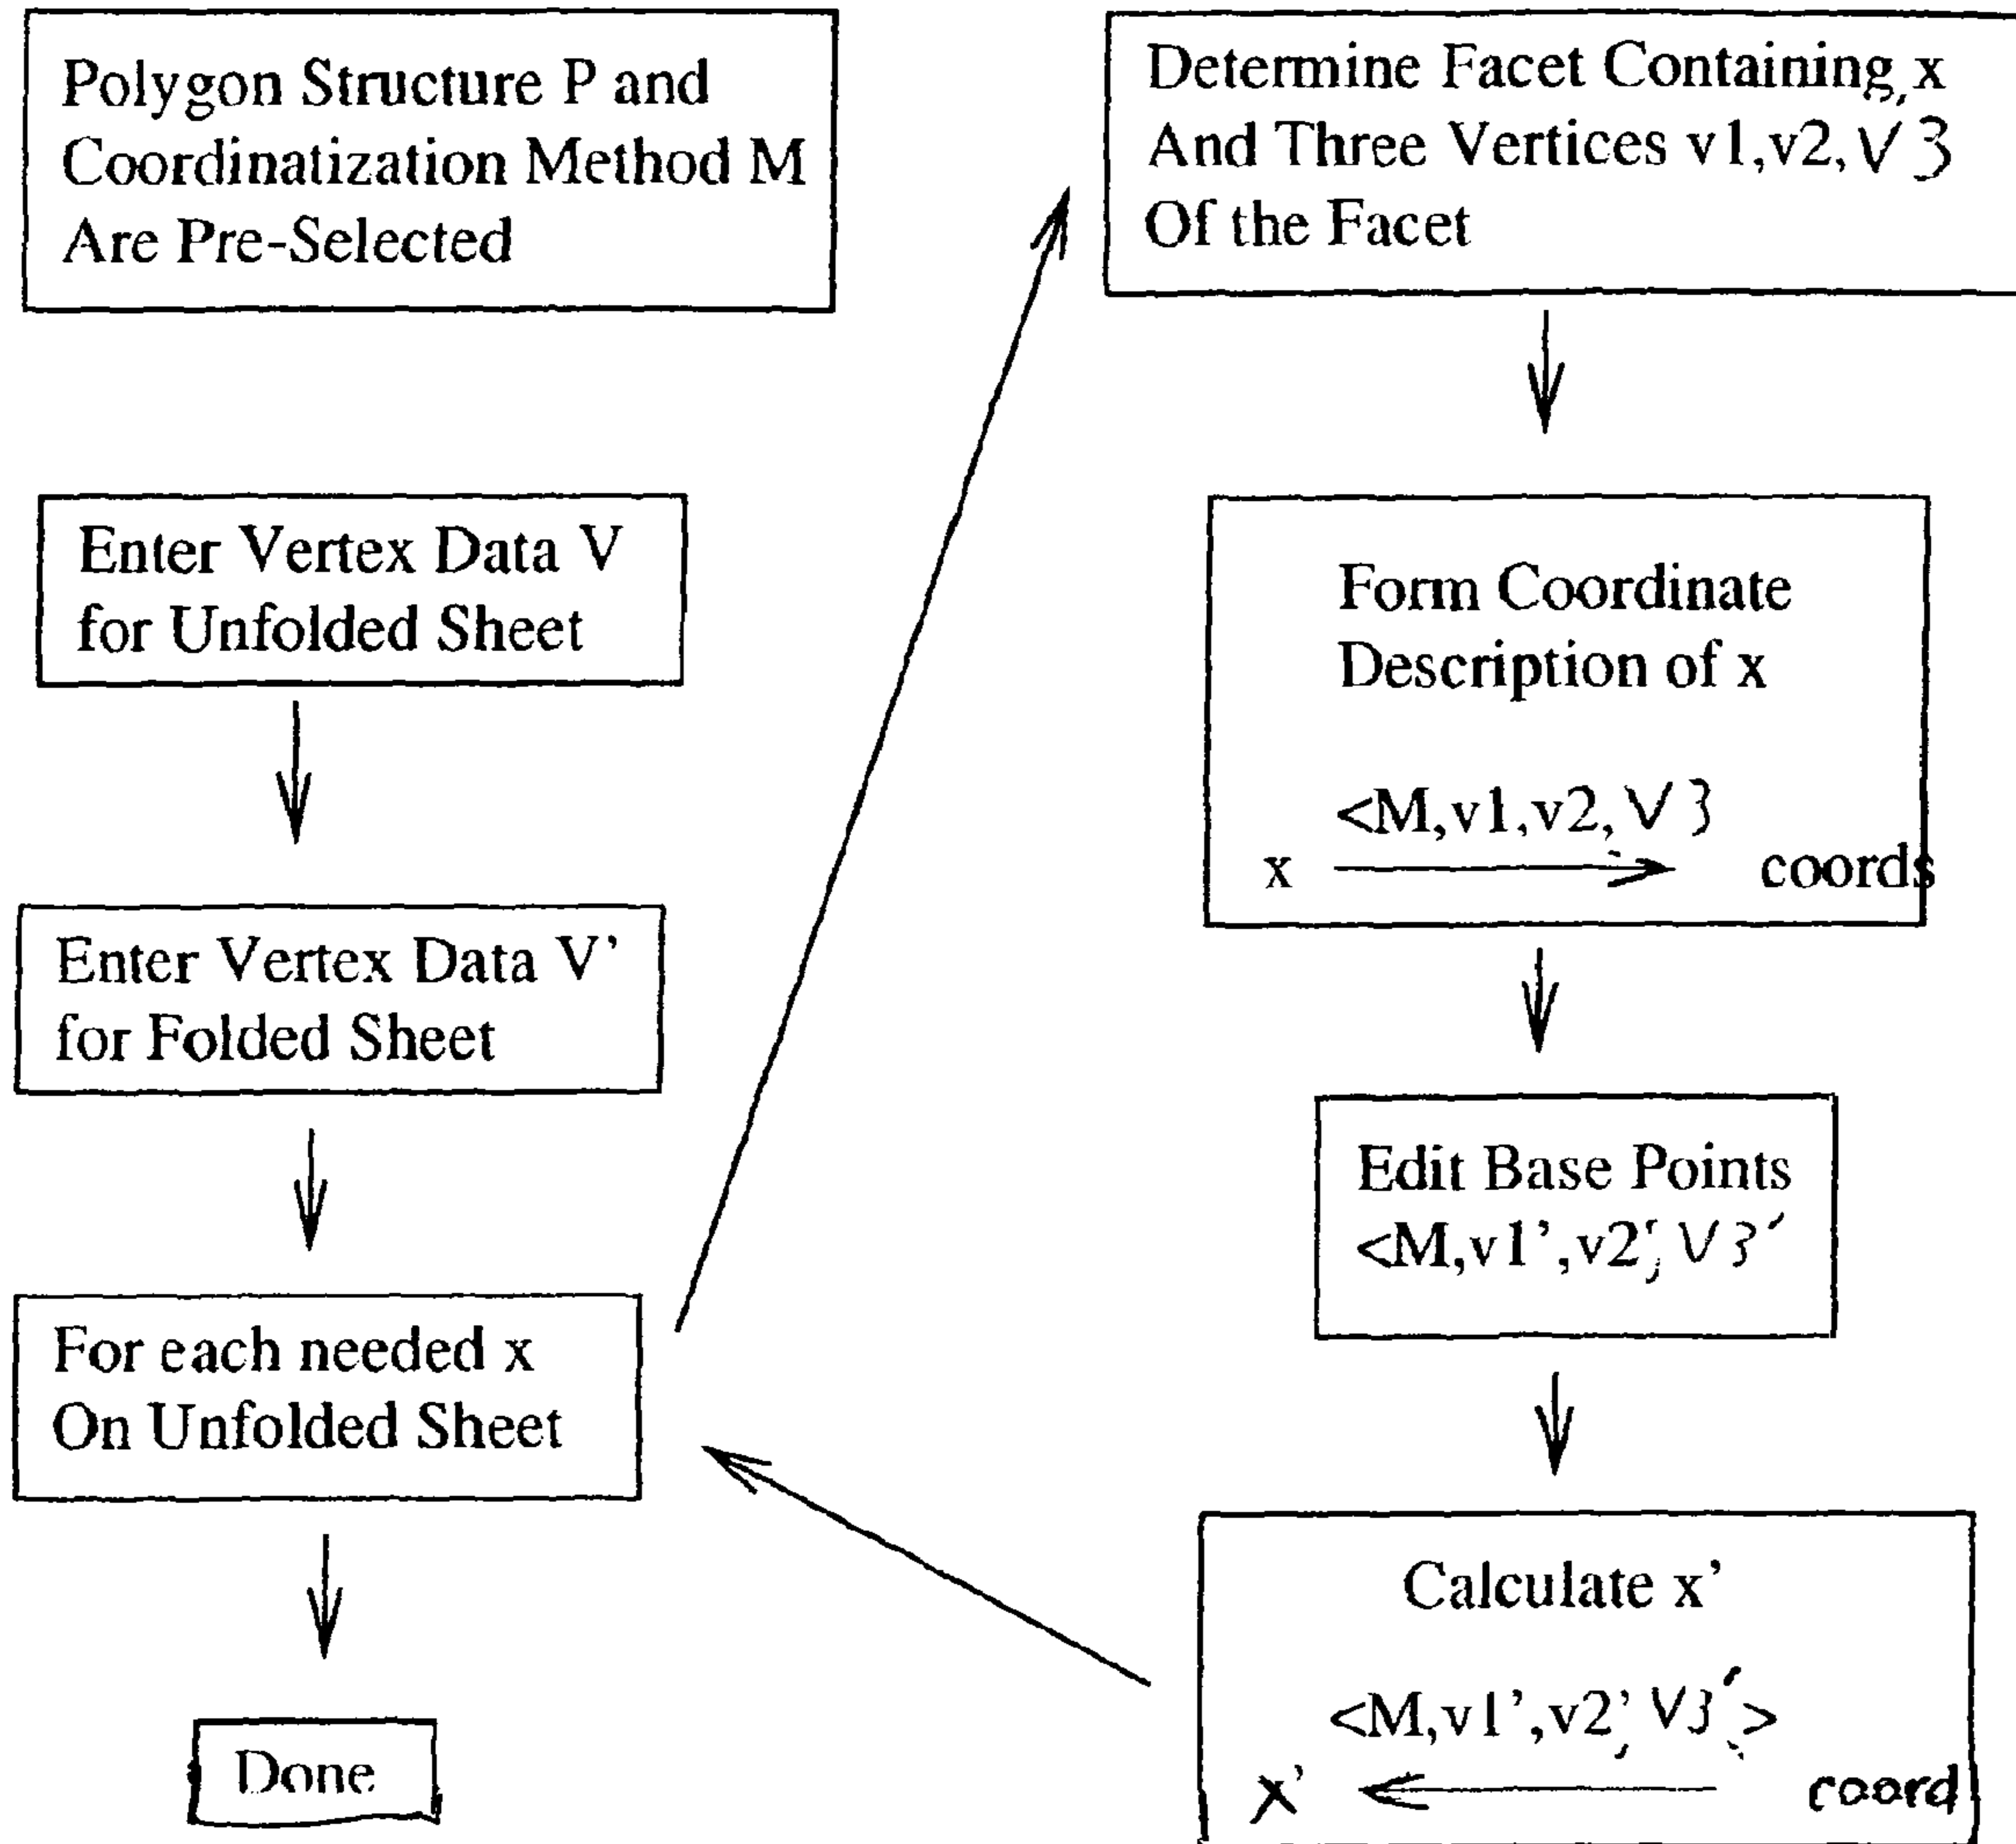 Polygon Structure P and
Coordinatization Method M
Are Pre-Selected
Enter Vertex Data V
for Unfolded Sheet
Enter Vertex Data V'
for Folded Sheet
For each needed x
On Unfolded Sheet
Done
Determine Facet Containing x
And Three Vertices v1,v2,V3
Of the Facet
Form Coordinate
Description of x
<M,v1,v2,V3
x coords
Edit Base Points
<M,v1',v2',V3'
Calculate x'
<M,v1',v2',V3'>
x' coord